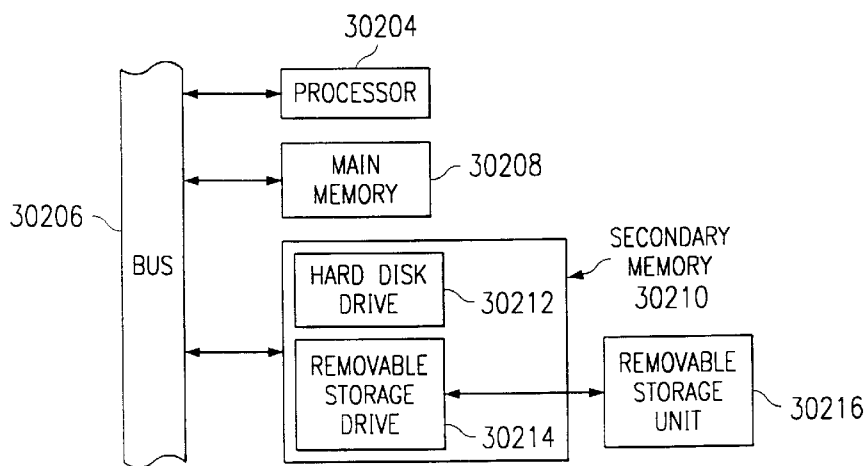 30204
PROCESSOR
MAIN
MEMORY
30208
30206
BUS
HARD DISK
DRIVE
30212
SECONDARY
MEMORY
30210
REMOVABLE
STORAGE
DRIVE
30214
REMOVABLE
STORAGE
UNIT
30216